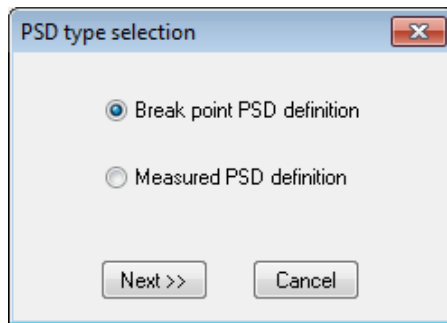 PSD type selection
Break point PSD definition
Measured PSD definition
Next >> Cancel